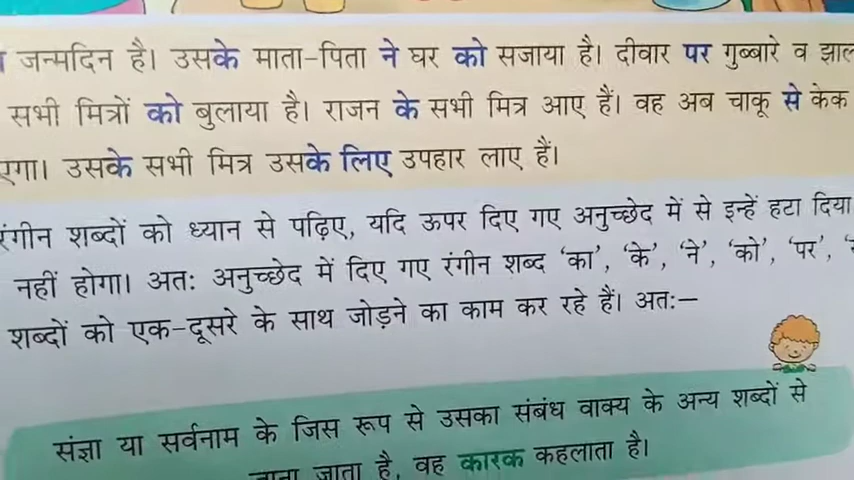 जन्मदिन है। उसके माता-पिता ने घर को सजाया है। दीवार पर गुब्बारे व
सभी मित्रों को बुलाया है। राजन के सभी मित्र आए हैं। वह अब चाकू से केक
एगा। उसके सभी मित्र उसके लिए उपहार लाए हैं।
रंगीन शब्दों को ध्यान से पढ़िए, यदि ऊपर दिए गए अनुच्छेद में से इन्हें हटा दिया
नहीं होगा। अतः अनुच्छेद में दिए गए रंगीन शब्द ‘का’, ‘के’, ‘ने’, ‘को’, ‘पर’,
शब्दों को एक-दूसरे के साथ जोड़ने का काम कर रहे हैं। अतः—
संज्ञा या सर्वनाम के जिस रूप से उसका संबंध वाक्य के अन्य शब्दों से
जाना जाता है, वह कारक कहलाता है।